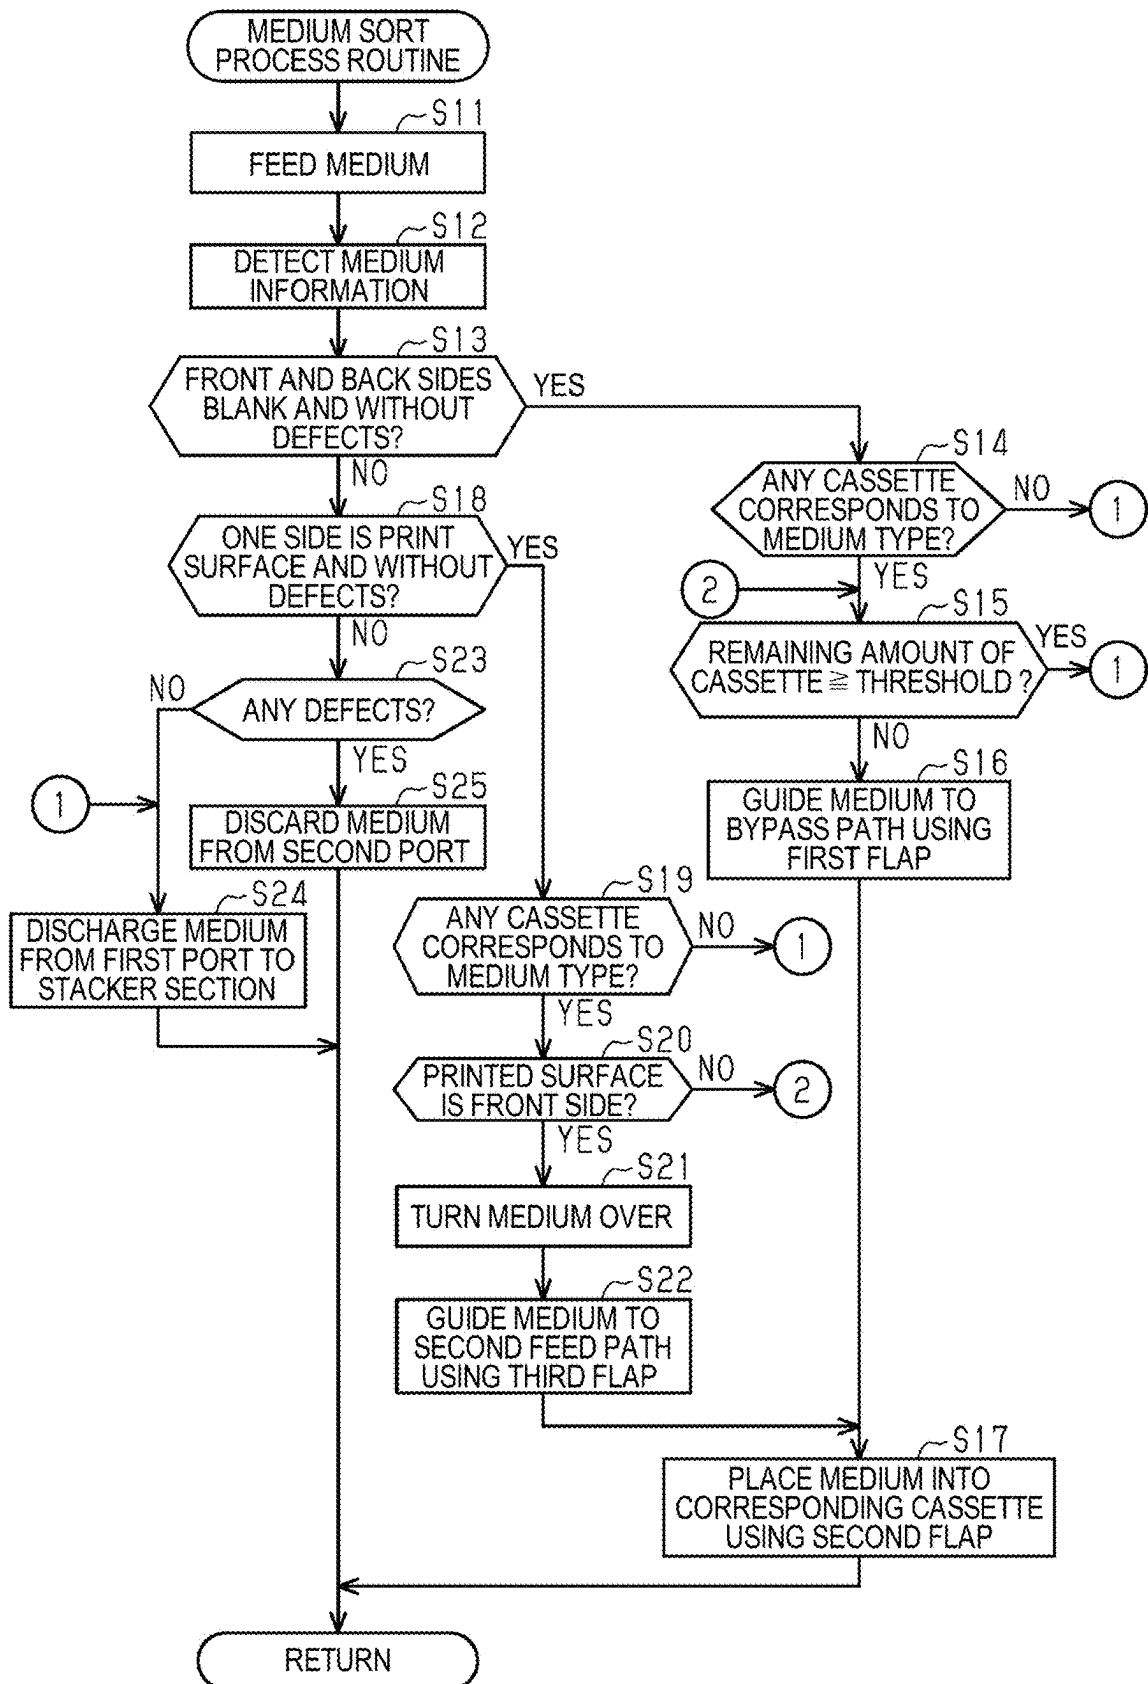 MEDIUM SORT
PROCESS ROUTINE
S11
FEED MEDIUM
S12
DETECT MEDIUM
INFORMATION
S13
FRONT AND BACK SIDES
BLANK AND WITHOUT
DEFECTS?
YES
NO
S14
ANY CASSETTE
CORRESPONDS TO
MEDIUM TYPE?
NO
1
YES
2
S15
REMAINING AMOUNT OF
CASSETTE ≧ THRESHOLD ?
YES
1
NO
S16
GUIDE MEDIUM TO
BYPASS PATH USING
FIRST FLAP
S18
ONE SIDE IS PRINT
SURFACE AND WITHOUT
DEFECTS?
YES
NO
S23
ANY DEFECTS?
NO
YES
1
S25
DISCARD MEDIUM
FROM SECOND PORT
S24
DISCHARGE MEDIUM
FROM FIRST PORT TO
STACKER SECTION
S19
ANY CASSETTE
CORRESPONDS TO
MEDIUM TYPE?
NO
1
YES
S20
PRINTED SURFACE
IS FRONT SIDE?
NO
2
YES
S21
TURN MEDIUM OVER
S22
GUIDE MEDIUM TO
SECOND FEED PATH
USING THIRD FLAP
S17
PLACE MEDIUM INTO
CORRESPONDING CASSETTE
USING SECOND FLAP
RETURN